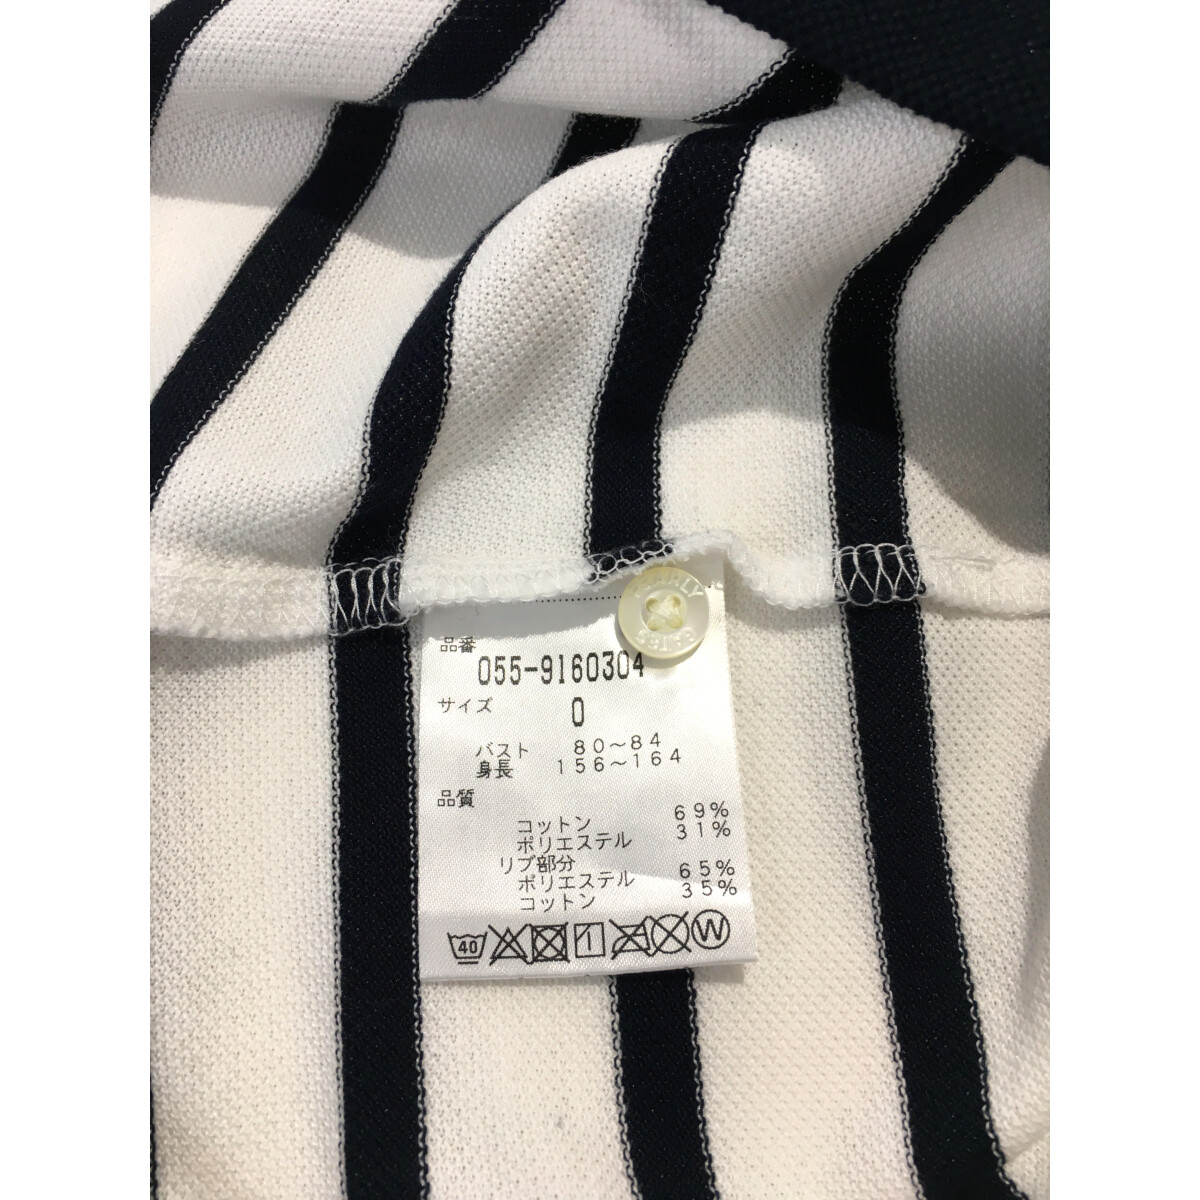 品番
055-9160304
サイズ 0
バスト 80～84
身長 156～164
品質
コットン 69%
ポリエステル 31%
リブ部分
ポリエステル 65%
コットン 35%
40 W